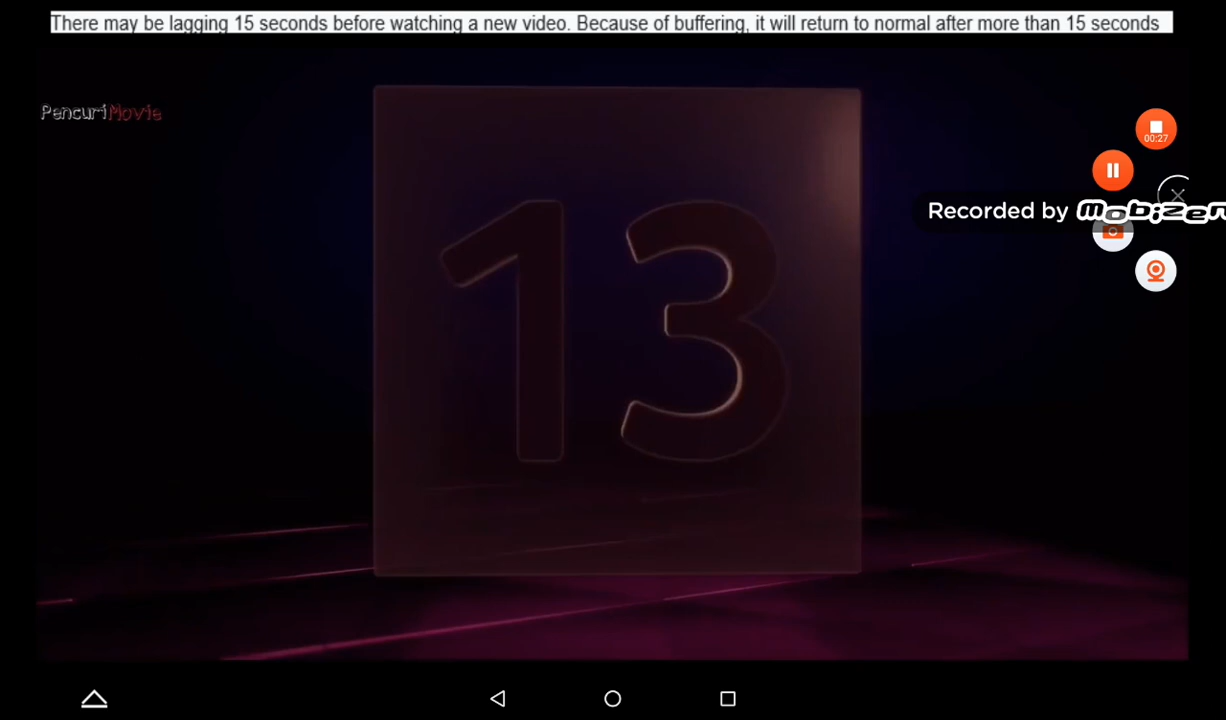 There may be lagging 15 seconds before watching a new video. Because of buffering, it will return to normal after more than 15 seconds
PencuriMovie
13
00:27
Recorded by mobizen